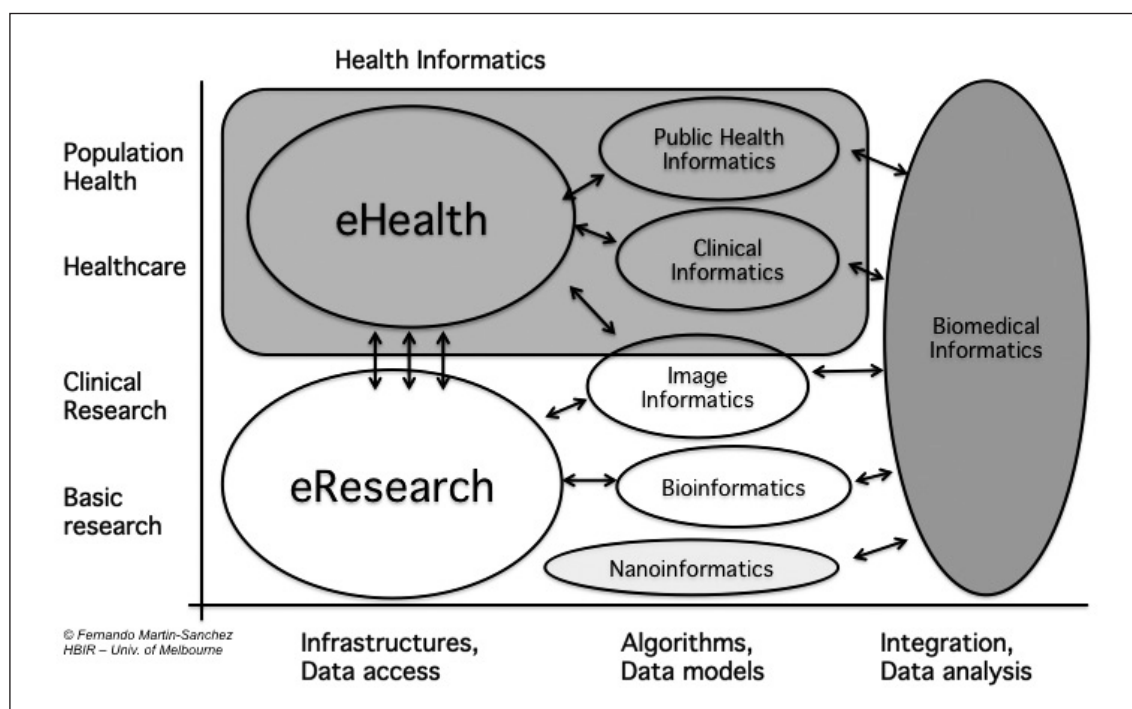 Health Informatics
Population
Health
Healthcare
Clinical
Research
Basic
research
eHealth
Public Health
Informatics
Clinical
Informatics
Image
Informatics
eResearch
Bioinformatics
Nanoinformatics
Biomedical
Informatics
© Fernando Martin-Sanchez
HBIR – Univ. of Melbourne
Infrastructures,
Data access
Algorithms,
Data models
Integration,
Data analysis